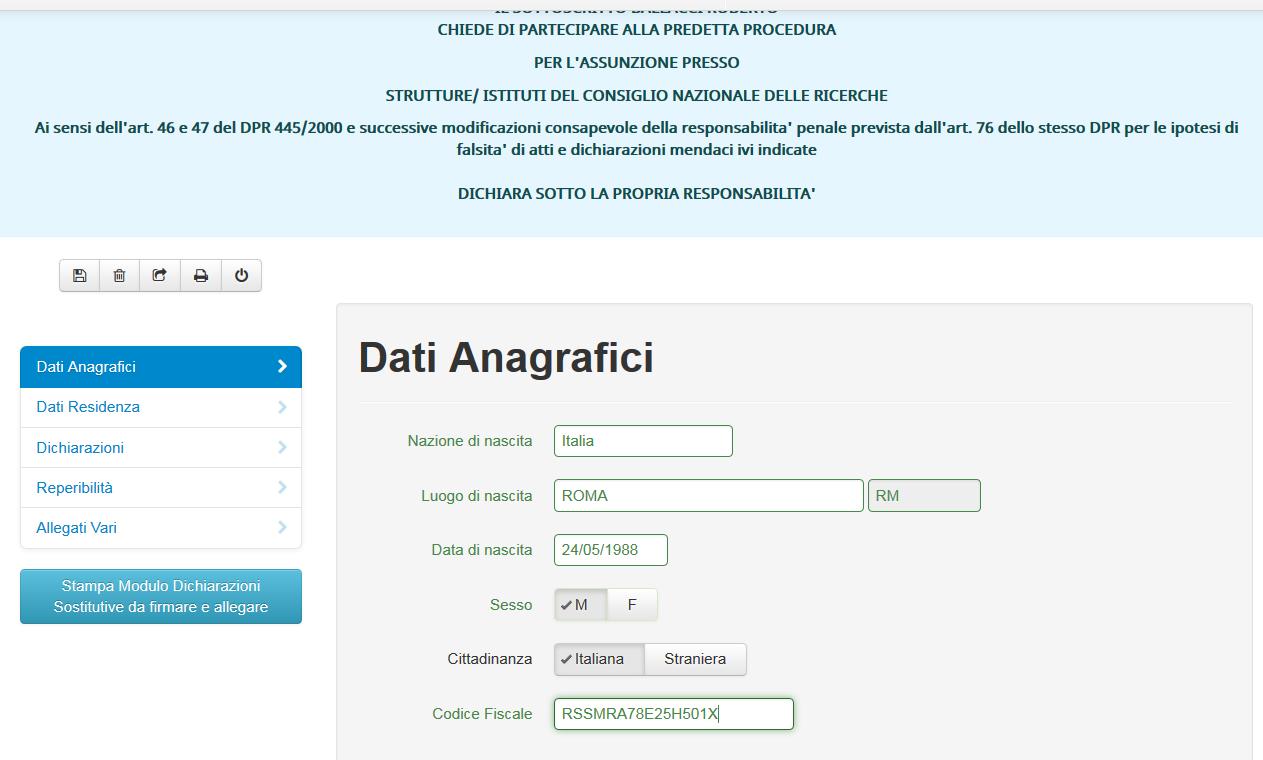 CHIEDE DI PARTECIPARE ALLA PREDETTA PROCEDURA
PER L'ASSUNZIONE PRESSO
STRUTTURE/ ISTITUTI DEL CONSIGLIO NAZIONALE DELLE RICERCHE
Ai sensi dell'art. 46 e 47 del DPR 445/2000 e successive modificazioni consapevole della responsabilita' penale prevista dall'art. 76 dello stesso DPR per le ipotesi di
falsita' di atti e dichiarazioni mendaci ivi indicate
DICHIARA SOTTO LA PROPRIA RESPONSABILITA'
Dati Anagrafici
Dati Residenza
Dichiarazioni
Reperibilità
Allegati Vari
Stampa Modulo Dichiarazioni
Sostitutive da firmare e allegare
Dati Anagrafici
Nazione di nascita Italia
Luogo di nascita ROMA RM
Data di nascita 24/05/1988
Sesso M F
Cittadinanza Italiana Straniera
Codice Fiscale RSSMRA78E25H501X